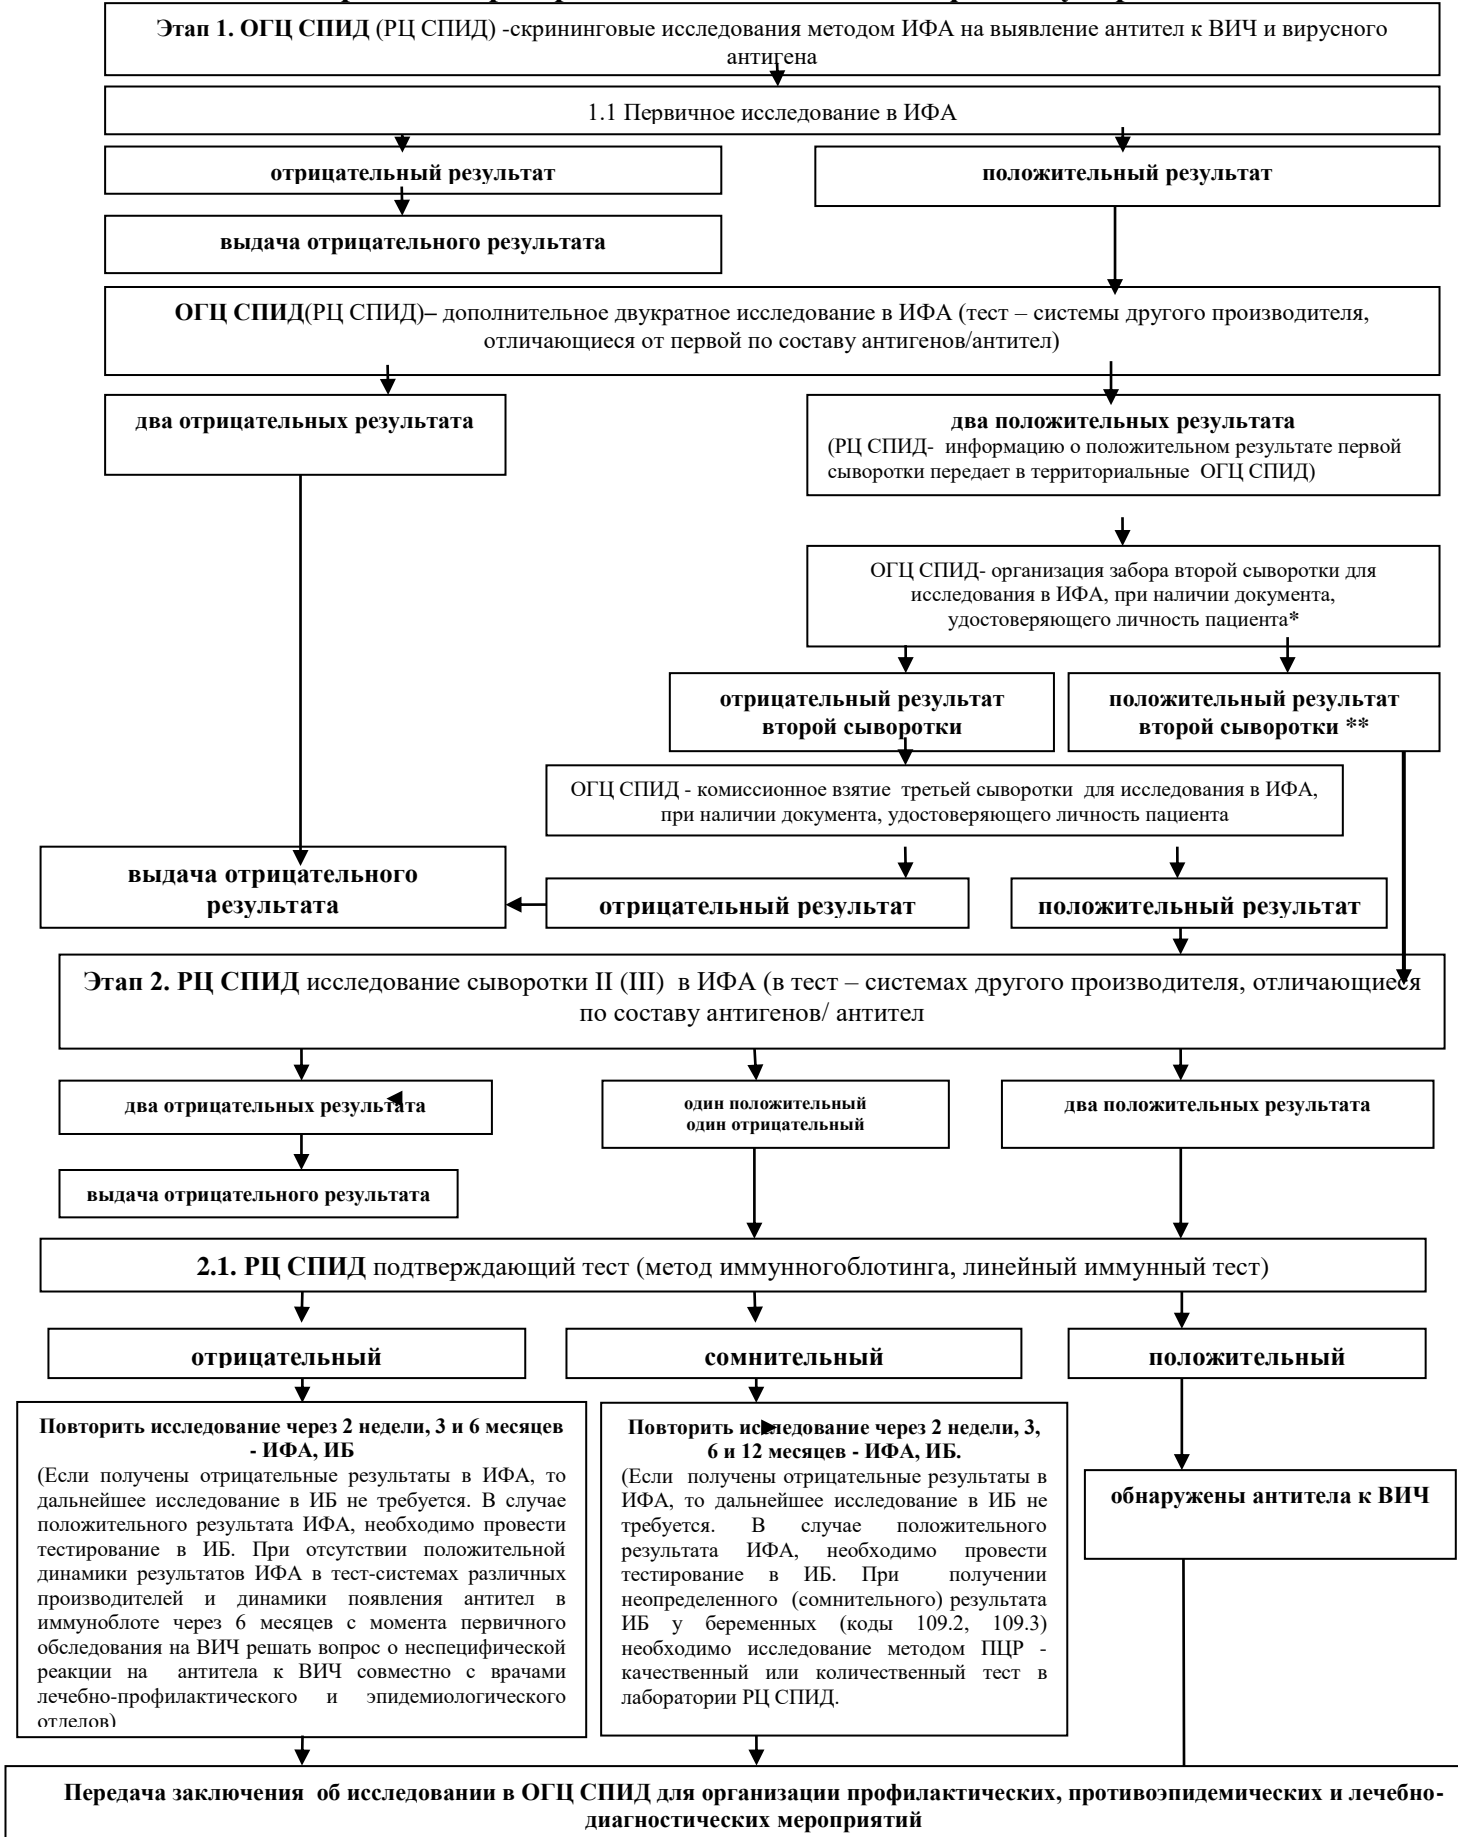 Этап 1. ОГЦ СПИД (РЦ СПИД) -скрининговые исследования методом ИФА на выявление антител к ВИЧ и вирусного
антигена
1.1 Первичное исследование в ИФА
отрицательный результат
положительный результат
выдача отрицательного результата
ОГЦ СПИД(РЦ СПИД)– дополнительное двукратное исследование в ИФА (тест – системы другого производителя,
отличающиеся от первой по составу антигенов/антител)
два отрицательных результата
два положительных результата
(РЦ СПИД- информацию о положительном результате первой
сыворотки передает в территориальные ОГЦ СПИД)
ОГЦ СПИД- организация забора второй сыворотки для
исследования в ИФА, при наличии документа,
удостоверяющего личность пациента*
отрицательный результат
второй сыворотки
положительный результат
второй сыворотки **
ОГЦ СПИД - комиссионное взятие третьей сыворотки для исследования в ИФА,
при наличии документа, удостоверяющего личность пациента
выдача отрицательного
результата
отрицательный результат
положительный результат
Этап 2. РЦ СПИД исследование сыворотки II (III) в ИФА (в тест – системах другого производителя, отличающиеся
по составу антигенов/ антител
два отрицательных результата
один положительный
один отрицательный
два положительных результата
выдача отрицательного результата
2.1. РЦ СПИД подтверждающий тест (метод иммунногоблотинга, линейный иммунный тест)
отрицательный
сомнительный
положительный
Повторить исследование через 2 недели, 3 и 6 месяцев
- ИФА, ИБ
(Если получены отрицательные результаты в ИФА, то
дальнейшее исследование в ИБ не требуется. В случае
положительного результата ИФА, необходимо провести
тестирование в ИБ. При отсутствии положительной
динамики результатов ИФА в тест-системах различных
производителей и динамики появления антител в
иммуноблоте через 6 месяцев с момента первичного
обследования на ВИЧ решать вопрос о неспецифической
реакции на антитела к ВИЧ совместно с врачами
лечебно-профилактического и эпидемиологического
отделов)
Повторить исследование через 2 недели, 3,
6 и 12 месяцев - ИФА, ИБ.
(Если получены отрицательные результаты в
ИФА, то дальнейшее исследование в ИБ не
требуется. В случае положительного
результата ИФА, необходимо провести
тестирование в ИБ. При получении
неопределенного (сомнительного) результата
ИБ у беременных (коды 109.2, 109.3)
необходимо исследование методом ПЦР -
качественный или количественный тест в
лаборатории РЦ СПИД.
обнаружены антитела к ВИЧ
Передача заключения об исследовании в ОГЦ СПИД для организации профилактических, противоэпидемических и лечебно-
диагностических мероприятий